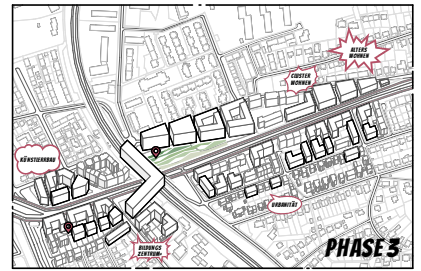 ALTERS
WOHNEN
CLUSTER
WOHNEN
KÜNSTLERBAU
URBANITÄT
BILDUNGS
ZENTRUM+
PHASE 3